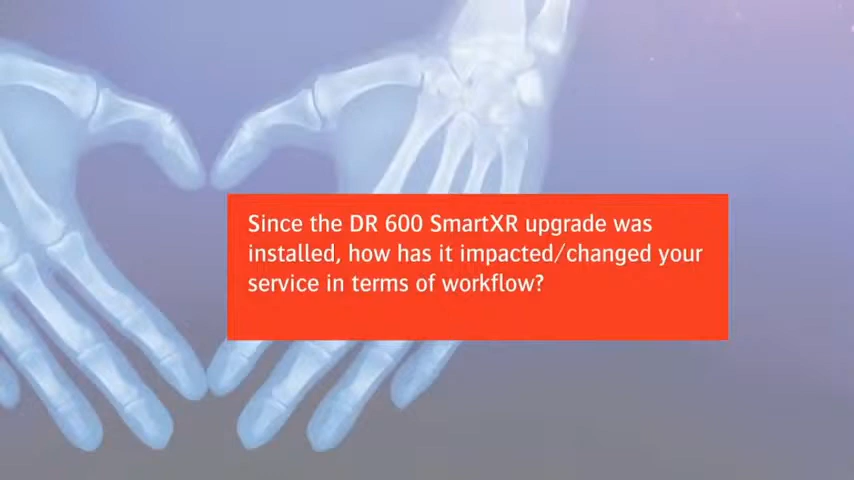 Since the DR 600 SmartXR upgrade was
installed, how has it impacted/changed your
service in terms of workflow?